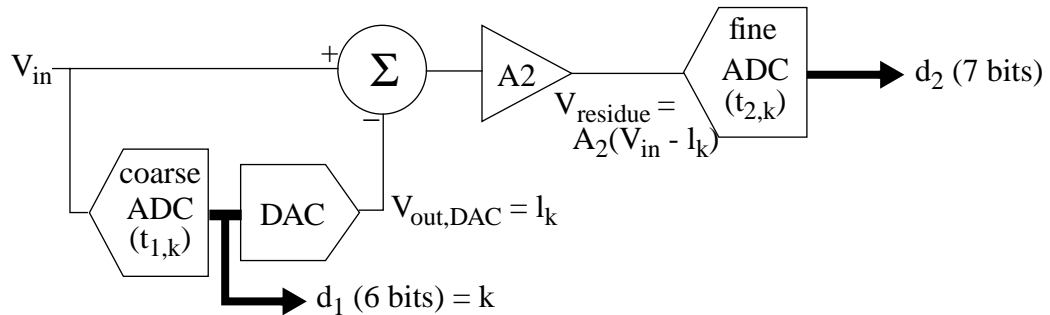 V_in
+
Σ
−
A2
fine
ADC
(t_2,k)
d_2 (7 bits)
V_residue =
A_2(V_in - l_k)
coarse
ADC
(t_1,k)
DAC
V_out,DAC = l_k
d_1 (6 bits) = k